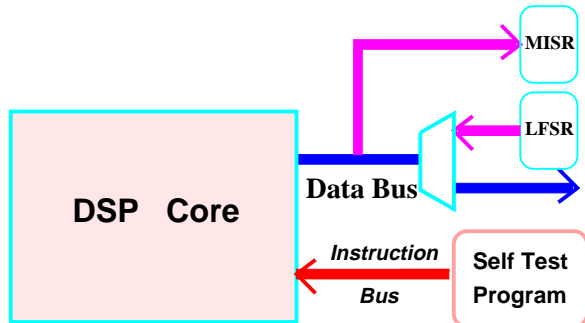 MISR
LFSR
Data Bus
DSP Core
Instruction
Bus
Self Test
Program